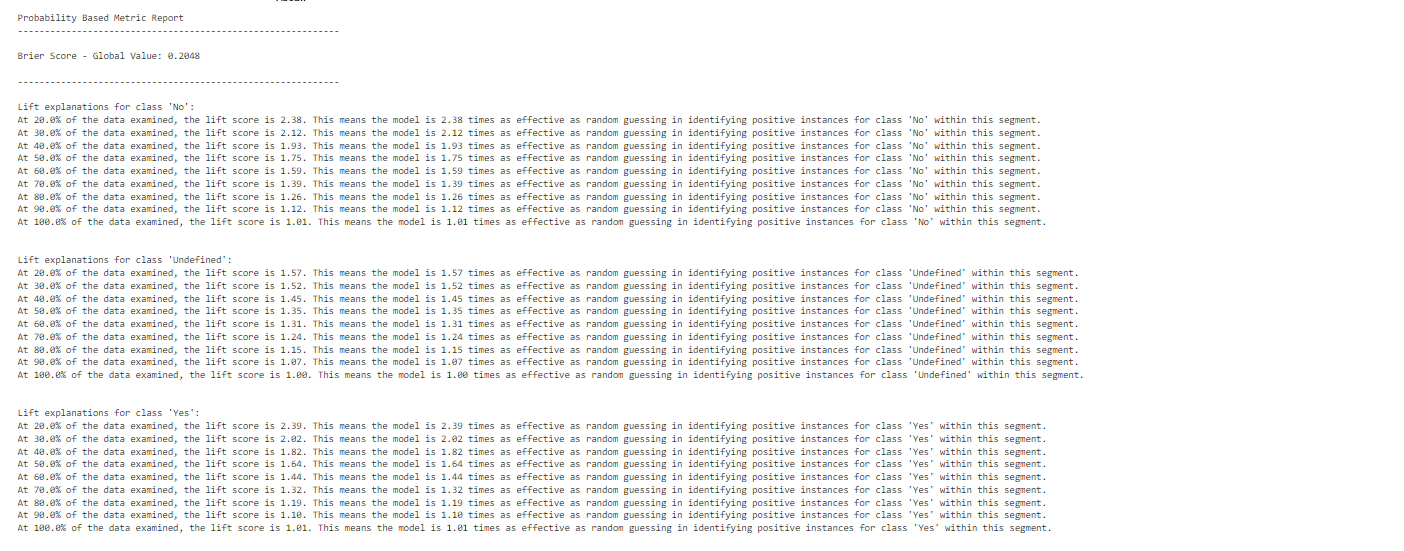 Probability Based Metric Report
------------------------------------------------------------
Brier Score - Global Value: 0.2048
------------------------------------------------------------
Lift explanations for class 'No':
At 20.0% of the data examined, the lift score is 2.38. This means the model is 2.38 times as effective as random guessing in identifying positive instances for class 'No' within this segment.
At 30.0% of the data examined, the lift score is 2.12. This means the model is 2.12 times as effective as random guessing in identifying positive instances for class 'No' within this segment.
At 40.0% of the data examined, the lift score is 1.93. This means the model is 1.93 times as effective as random guessing in identifying positive instances for class 'No' within this segment.
At 50.0% of the data examined, the lift score is 1.75. This means the model is 1.75 times as effective as random guessing in identifying positive instances for class 'No' within this segment.
At 60.0% of the data examined, the lift score is 1.59. This means the model is 1.59 times as effective as random guessing in identifying positive instances for class 'No' within this segment.
At 70.0% of the data examined, the lift score is 1.39. This means the model is 1.39 times as effective as random guessing in identifying positive instances for class 'No' within this segment.
At 80.0% of the data examined, the lift score is 1.26. This means the model is 1.26 times as effective as random guessing in identifying positive instances for class 'No' within this segment.
At 90.0% of the data examined, the lift score is 1.12. This means the model is 1.12 times as effective as random guessing in identifying positive instances for class 'No' within this segment.
At 100.0% of the data examined, the lift score is 1.01. This means the model is 1.01 times as effective as random guessing in identifying positive instances for class 'No' within this segment.
Lift explanations for class 'Undefined':
At 20.0% of the data examined, the lift score is 1.57. This means the model is 1.57 times as effective as random guessing in identifying positive instances for class 'Undefined' within this segment.
At 30.0% of the data examined, the lift score is 1.52. This means the model is 1.52 times as effective as random guessing in identifying positive instances for class 'Undefined' within this segment.
At 40.0% of the data examined, the lift score is 1.45. This means the model is 1.45 times as effective as random guessing in identifying positive instances for class 'Undefined' within this segment.
At 50.0% of the data examined, the lift score is 1.35. This means the model is 1.35 times as effective as random guessing in identifying positive instances for class 'Undefined' within this segment.
At 60.0% of the data examined, the lift score is 1.31. This means the model is 1.31 times as effective as random guessing in identifying positive instances for class 'Undefined' within this segment.
At 70.0% of the data examined, the lift score is 1.24. This means the model is 1.24 times as effective as random guessing in identifying positive instances for class 'Undefined' within this segment.
At 80.0% of the data examined, the lift score is 1.15. This means the model is 1.15 times as effective as random guessing in identifying positive instances for class 'Undefined' within this segment.
At 90.0% of the data examined, the lift score is 1.07. This means the model is 1.07 times as effective as random guessing in identifying positive instances for class 'Undefined' within this segment.
At 100.0% of the data examined, the lift score is 1.00. This means the model is 1.00 times as effective as random guessing in identifying positive instances for class 'Undefined' within this segment.
Lift explanations for class 'Yes':
At 20.0% of the data examined, the lift score is 2.39. This means the model is 2.39 times as effective as random guessing in identifying positive instances for class 'Yes' within this segment.
At 30.0% of the data examined, the lift score is 2.02. This means the model is 2.02 times as effective as random guessing in identifying positive instances for class 'Yes' within this segment.
At 40.0% of the data examined, the lift score is 1.82. This means the model is 1.82 times as effective as random guessing in identifying positive instances for class 'Yes' within this segment.
At 50.0% of the data examined, the lift score is 1.64. This means the model is 1.64 times as effective as random guessing in identifying positive instances for class 'Yes' within this segment.
At 60.0% of the data examined, the lift score is 1.44. This means the model is 1.44 times as effective as random guessing in identifying positive instances for class 'Yes' within this segment.
At 70.0% of the data examined, the lift score is 1.32. This means the model is 1.32 times as effective as random guessing in identifying positive instances for class 'Yes' within this segment.
At 80.0% of the data examined, the lift score is 1.19. This means the model is 1.19 times as effective as random guessing in identifying positive instances for class 'Yes' within this segment.
At 90.0% of the data examined, the lift score is 1.10. This means the model is 1.10 times as effective as random guessing in identifying positive instances for class 'Yes' within this segment.
At 100.0% of the data examined, the lift score is 1.01. This means the model is 1.01 times as effective as random guessing in identifying positive instances for class 'Yes' within this segment.